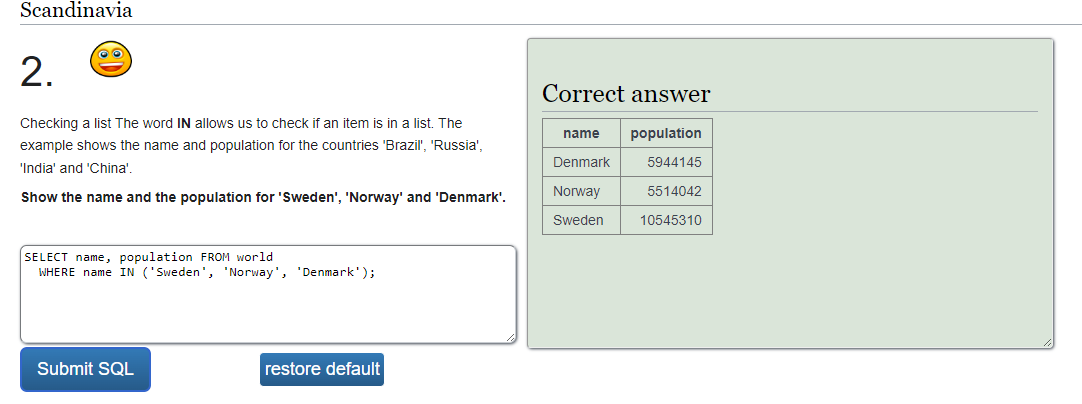 Scandinavia
2.
Checking a list The word IN allows us to check if an item is in a list. The
example shows the name and population for the countries 'Brazil', 'Russia',
'India' and 'China'.
Show the name and the population for 'Sweden', 'Norway' and 'Denmark'.
SELECT name, population FROM world
  WHERE name IN ('Sweden', 'Norway', 'Denmark');
Submit SQL restore default
Correct answer
name population
Denmark 5944145
Norway 5514042
Sweden 10545310